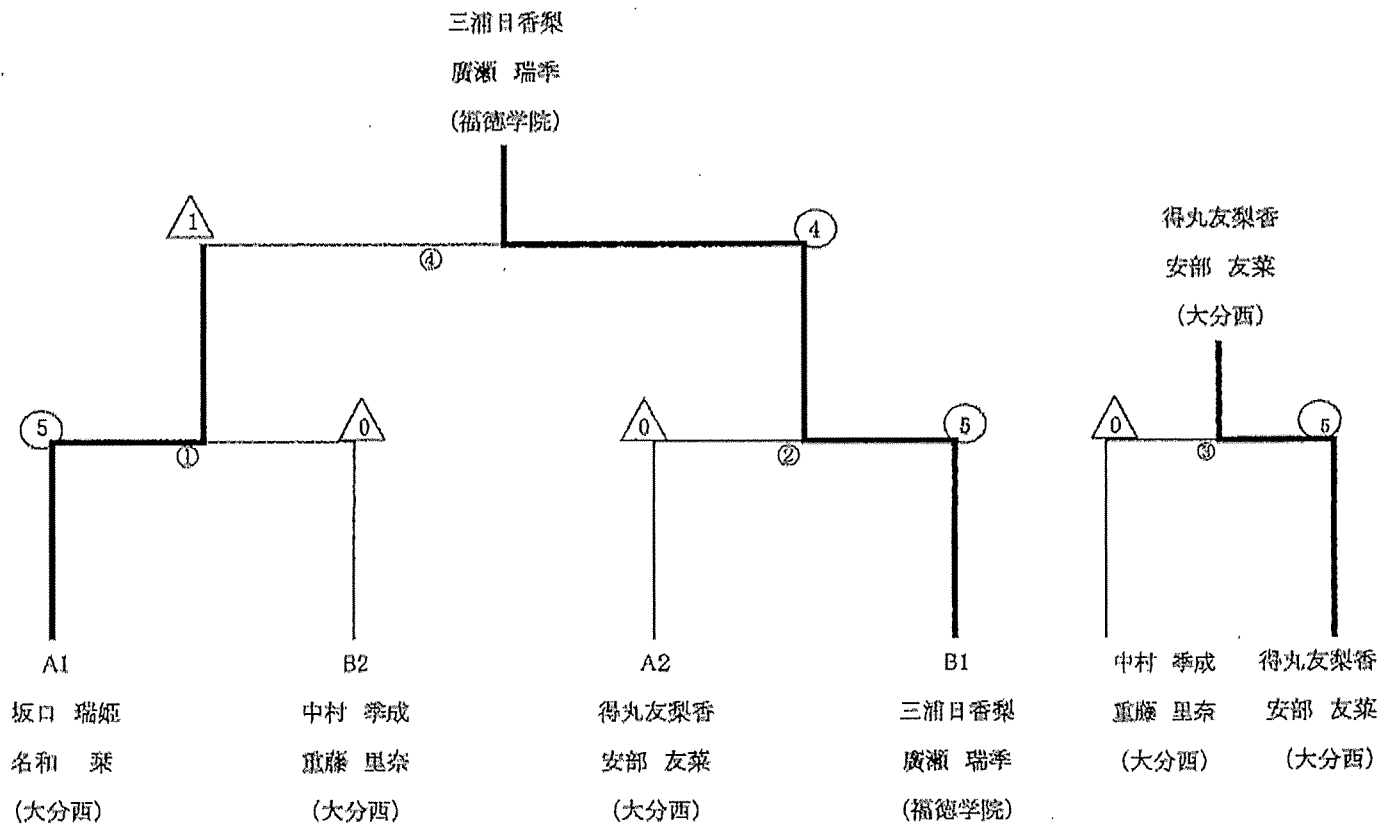 三浦日香梨
廣瀬 瑞季
(福徳学院)
1
4
④
得丸友梨香
安部 友菜
(大分西)
5
0
0
5
0
5
①
②
③
A1
B2
A2
B1
中村 季成
得丸友梨香
坂口 瑞姫
中村 季成
得丸友梨香
三浦日香梨
重藤 里奈
安部 友菜
名和 栞
重藤 里奈
安部 友菜
廣瀬 瑞季
(大分西)
(大分西)
(大分西)
(大分西)
(大分西)
(福徳学院)